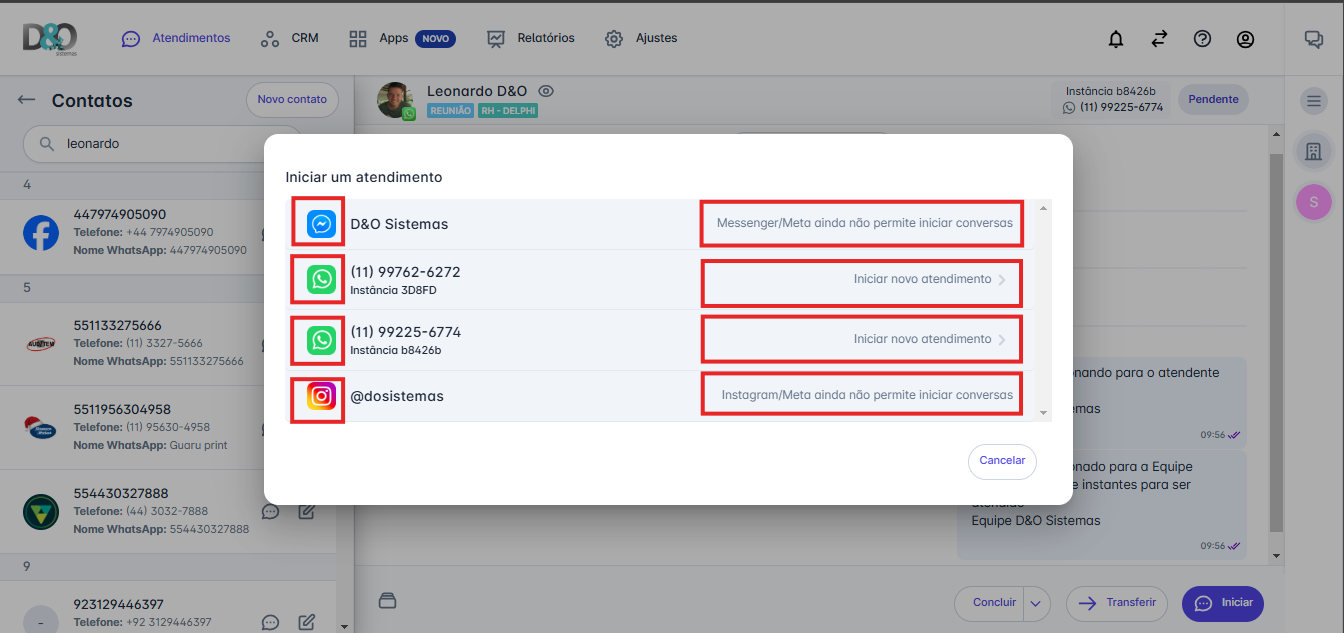 D&O
sistemas
Atendimentos
CRM
Apps
NOVO
Relatórios
Ajustes
Contatos
Novo contato
leonardo
4
447974905090
Telefone: +44 7974905090
Nome WhatsApp: 447974905090
5
551133275666
Telefone: (11) 3327-5666
Nome WhatsApp: 551133275666
5511956304958
Telefone: (11) 95630-4958
Nome WhatsApp: Guaru print
554430327888
Telefone: (44) 3032-7888
Nome WhatsApp: 554430327888
9
923129446397
Telefone: +92 3129446397
-
Leonardo D&O
REUNIÃO
RH - DELPHI
Instância b8426b
(11) 99225-6774
Pendente
Iniciar um atendimento
D&O Sistemas
Messenger/Meta ainda não permite iniciar conversas
(11) 99762-6272
Instância 3D8FD
Iniciar novo atendimento
(11) 99225-6774
Instância b8426b
Iniciar novo atendimento
@dosistemas
Instagram/Meta ainda não permite iniciar conversas
Cancelar
onando para o atendente
emas
09:56
onado para a Equipe
e instantes para ser
Equipe D&O Sistemas
09:56
Concluir
Transferir
Iniciar
S